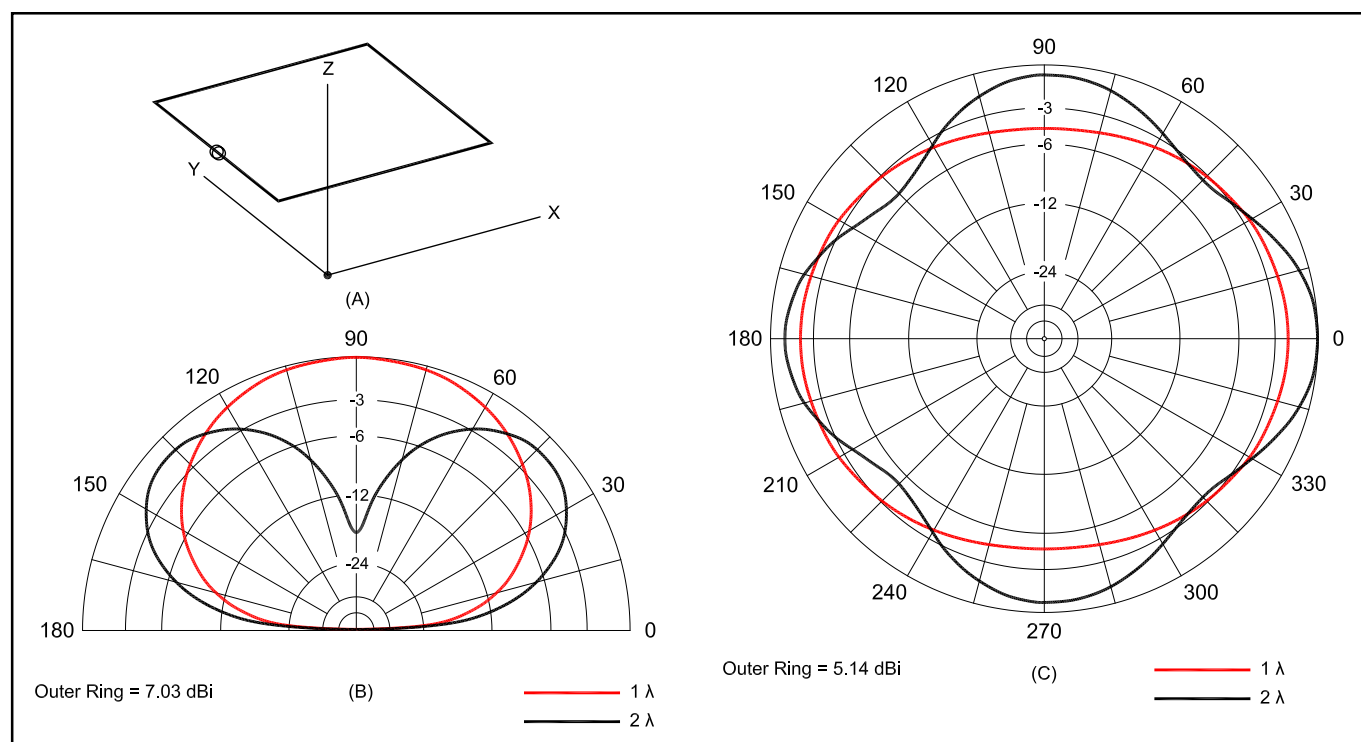 Z
Y
X
(A)
90
120
60
150
30
180
0
-3
-6
-12
-24
Outer Ring = 7.03 dBi
(B)
1 λ
2 λ
90
120
60
150
30
180
0
210
330
240
300
270
-3
-6
-12
-24
Outer Ring = 5.14 dBi
(C)
1 λ
2 λ